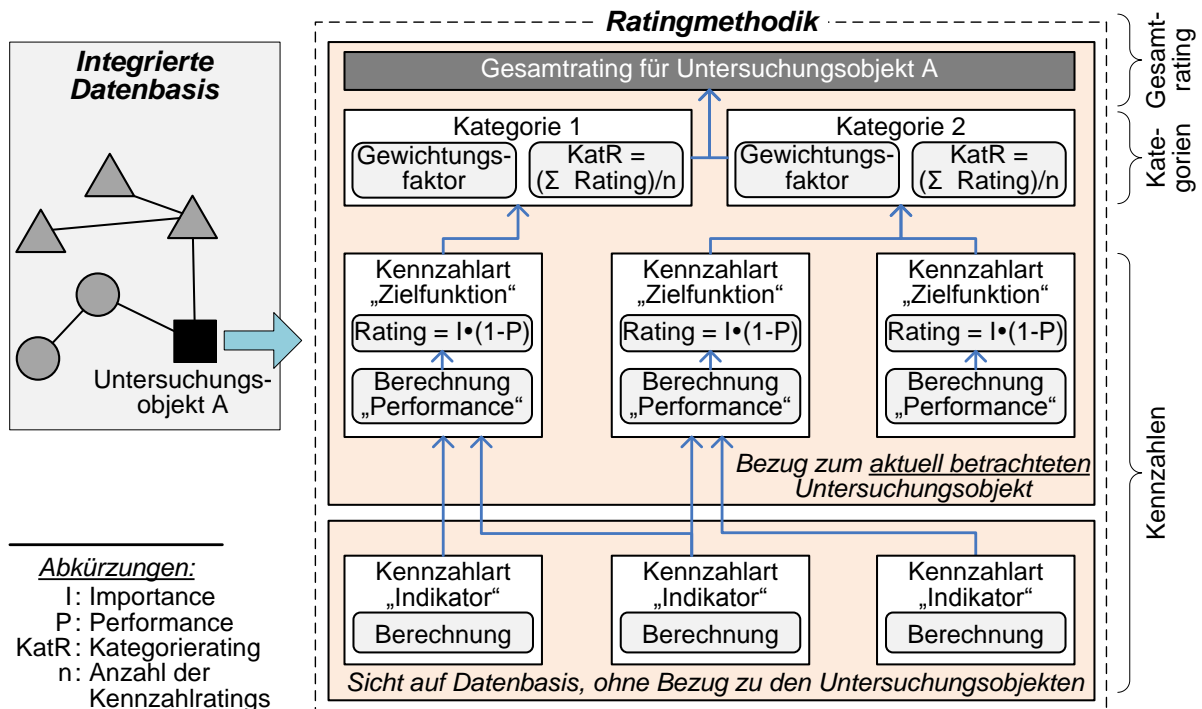 Ratingmethodik
Integrierte
Datenbasis
Untersuchungs-
objekt A
Gesamtrating für Untersuchungsobjekt A
Kategorie 1
Gewichtungs-
faktor
KatR =
(Σ Rating)/n
Kategorie 2
Gewichtungs-
faktor
KatR =
(Σ Rating)/n
Kennzahlart
„Zielfunktion“
Rating = I•(1-P)
Berechnung
„Performance“
Kennzahlart
„Zielfunktion“
Rating = I•(1-P)
Berechnung
„Performance“
Kennzahlart
„Zielfunktion“
Rating = I•(1-P)
Berechnung
„Performance“
Bezug zum aktuell betrachteten
Untersuchungsobjekt
Kennzahlart
„Indikator“
Berechnung
Kennzahlart
„Indikator“
Berechnung
Kennzahlart
„Indikator“
Berechnung
Sicht auf Datenbasis, ohne Bezug zu den Untersuchungsobjekten
Gesamt-
rating
Kate-
gorien
Kennzahlen
Abkürzungen:
I: Importance
P: Performance
KatR: Kategorierating
n: Anzahl der
Kennzahlratings